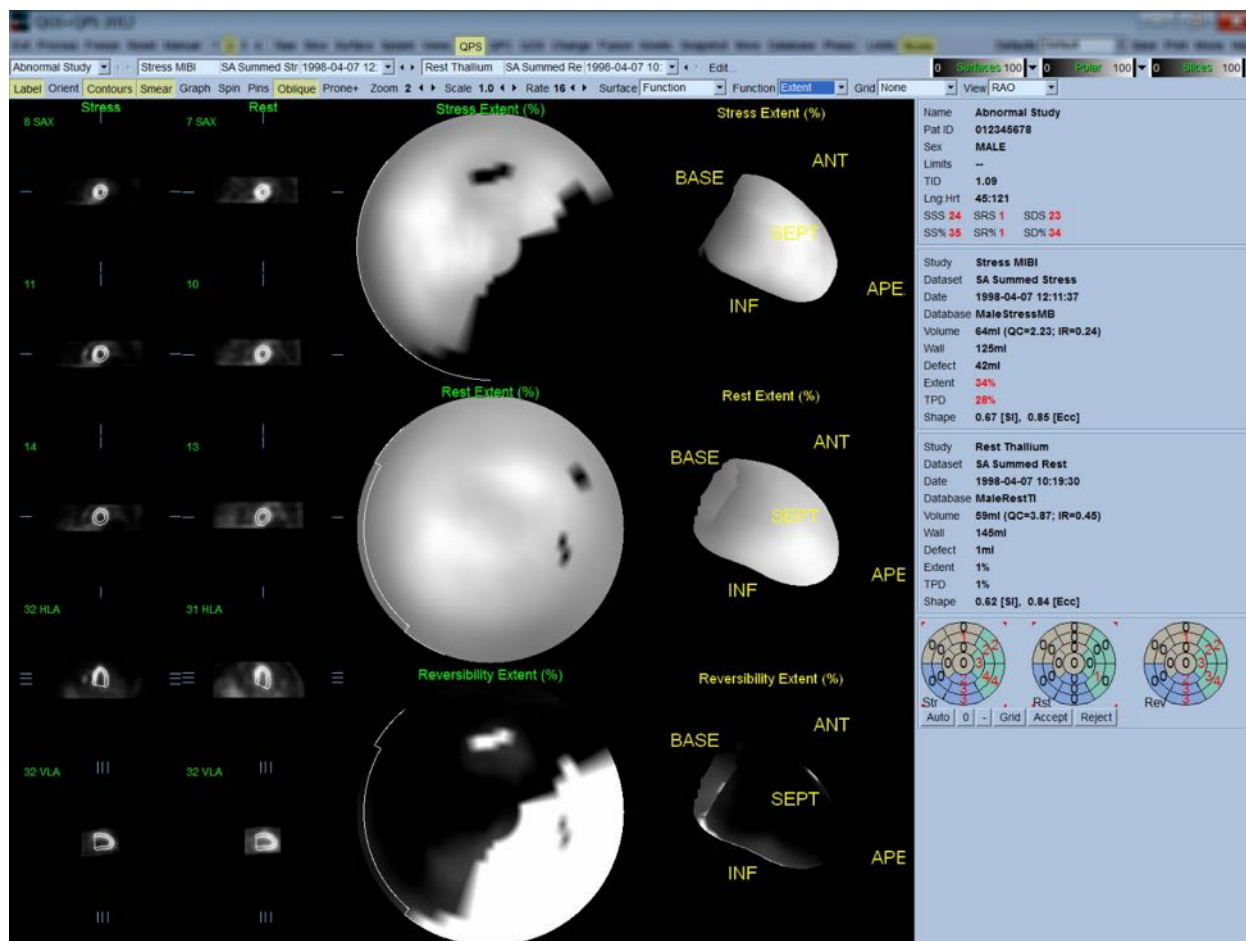 QGS+QPS 2012
QPS
Abnormal Study Stress MIBI SA Summed Str 1998-04-07 12: Rest Thallium SA Summed Re 1998-04-07 10: Edit...
0 Surfaces 100 0 Polar 100 0 Slices 100
Label Orient Contours Smear Graph Spin Pins Oblique Prone+ Zoom 2 Scale 1.0 Rate 16 Surface Function Function Extent Grid None View RAO
Stress Rest
8 SAX 7 SAX
11 10
14 13
32 HLA 31 HLA
32 VLA 32 VLA
Stress Extent (%)
Stress Extent (%)
ANT
BASE
SEPT
APE
INF
Rest Extent (%)
Rest Extent (%)
ANT
BASE
SEPT
APE
INF
Reversibility Extent (%)
Reversibility Extent (%)
ANT
BASE
SEPT
APE
INF
Name Abnormal Study
Pat ID 012345678
Sex MALE
Limits --
TID 1.09
Lng:Hrt 45:121
SSS 24 SRS 1 SDS 23
SS% 35 SR% 1 SD% 34
Study Stress MIBI
Dataset SA Summed Stress
Date 1998-04-07 12:11:37
Database MaleStressMB
Volume 64ml (QC=2.23; IR=0.24)
Wall 125ml
Defect 42ml
Extent 34%
TPD 28%
Shape 0.67 [SI], 0.85 [Ecc]
Study Rest Thallium
Dataset SA Summed Rest
Date 1998-04-07 10:19:30
Database MaleRestTl
Volume 59ml (QC=3.87; IR=0.45)
Wall 145ml
Defect 1ml
Extent 1%
TPD 1%
Shape 0.62 [SI], 0.84 [Ecc]
Str Rst Rev
Auto 0 - Grid Accept Reject